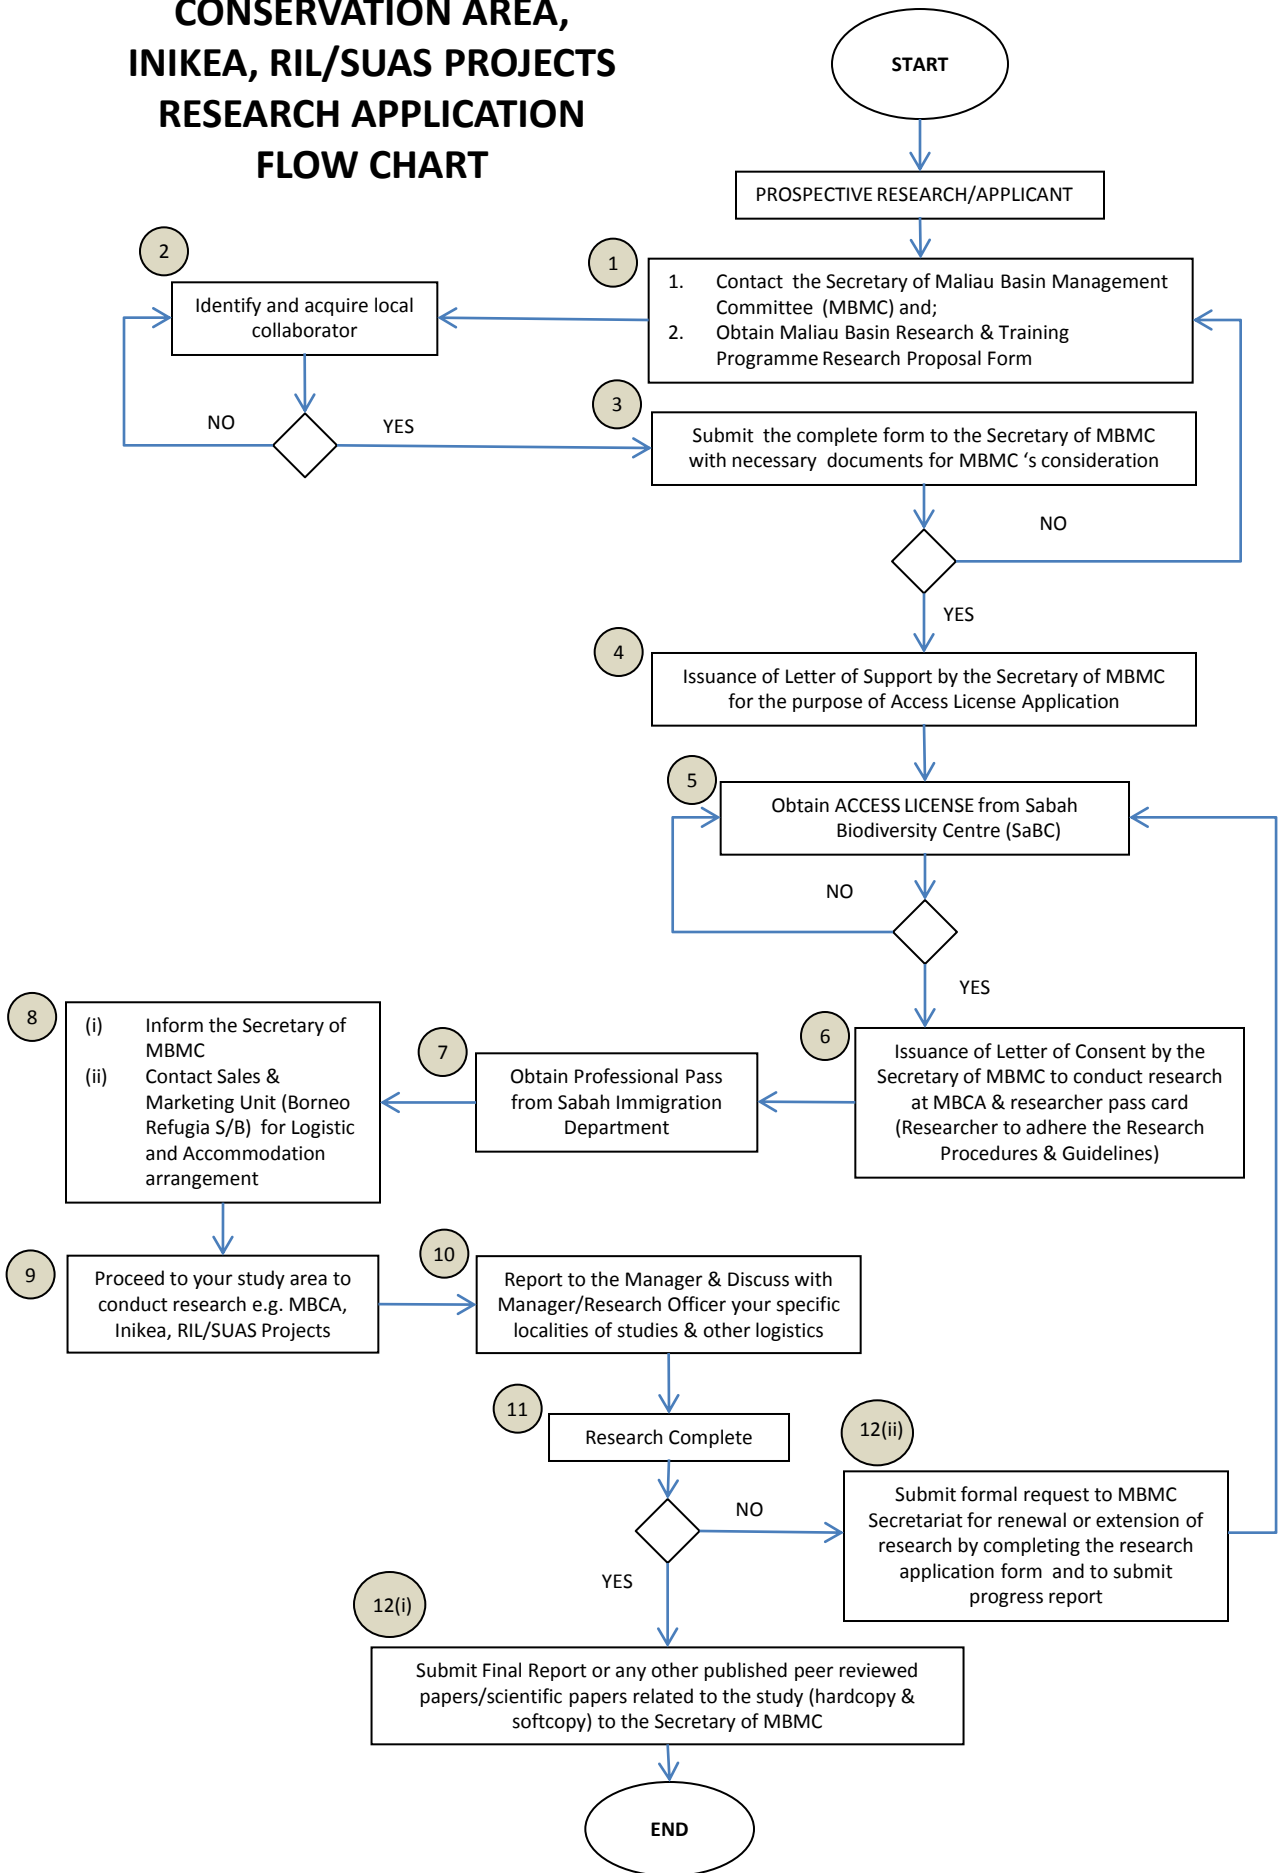 CONSERVATION AREA,
INIKEA, RIL/SUAS PROJECTS
RESEARCH APPLICATION
FLOW CHART
START
PROSPECTIVE RESEARCH/APPLICANT
1
1. Contact the Secretary of Maliau Basin Management
Committee (MBMC) and;
2. Obtain Maliau Basin Research & Training
Programme Research Proposal Form
2
Identify and acquire local
collaborator
NO
YES
3
Submit the complete form to the Secretary of MBMC
with necessary documents for MBMC ‘s consideration
NO
YES
4
Issuance of Letter of Support by the Secretary of MBMC
for the purpose of Access License Application
5
Obtain ACCESS LICENSE from Sabah
Biodiversity Centre (SaBC)
NO
YES
6
Issuance of Letter of Consent by the
Secretary of MBMC to conduct research
at MBCA & researcher pass card
(Researcher to adhere the Research
Procedures & Guidelines)
7
Obtain Professional Pass
from Sabah Immigration
Department
8
(i) Inform the Secretary of
MBMC
(ii) Contact Sales &
Marketing Unit (Borneo
Refugia S/B) for Logistic
and Accommodation
arrangement
9
Proceed to your study area to
conduct research e.g. MBCA,
Inikea, RIL/SUAS Projects
10
Report to the Manager & Discuss with
Manager/Research Officer your specific
localities of studies & other logistics
11
Research Complete
NO
YES
12(ii)
Submit formal request to MBMC
Secretariat for renewal or extension of
research by completing the research
application form and to submit
progress report
12(i)
Submit Final Report or any other published peer reviewed
papers/scientific papers related to the study (hardcopy &
softcopy) to the Secretary of MBMC
END